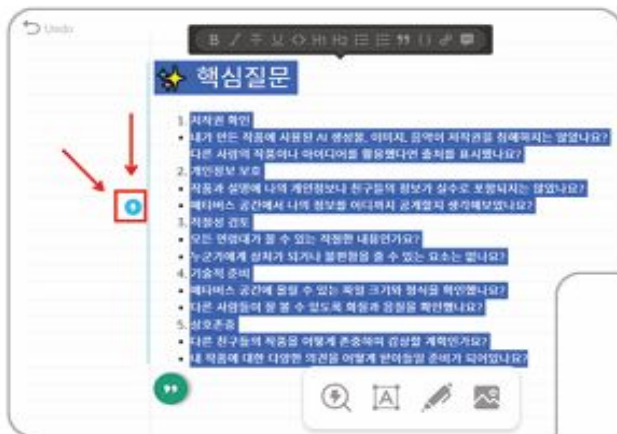 Undo
B I T U <> H1 H2 {}
✨ 핵심질문
1. 저작권 확인
• 내가 만든 작품에 사용된 AI 생성물, 이미지, 음악이 저작권을 침해하지는 않았나요?
다른 사람의 작품이나 아이디어를 활용했다면 출처를 표시했나요?
2. 개인정보 보호
• 작품과 설명에 나의 개인정보나 친구들의 정보가 실수로 포함되지는 않았나요?
• 메타버스 공간에서 나의 정보를 어디까지 공개할지 생각해보았나요?
3. 적절성 검토
• 모든 연령대가 볼 수 있는 적절한 내용인가요?
• 누군가에게 상처가 되거나 불편함을 줄 수 있는 요소는 없나요?
4. 기술적 준비
• 메타버스 공간에 올릴 수 있는 파일 크기와 형식을 확인했나요?
• 다른 사람들이 잘 볼 수 있도록 화질과 음질을 확인했나요?
5. 상호존중
• 다른 친구들의 작품을 어떻게 존중하며 감상할 계획인가요?
• 내 작품에 대한 다양한 의견을 어떻게 받아들일 준비가 되어있나요?
A